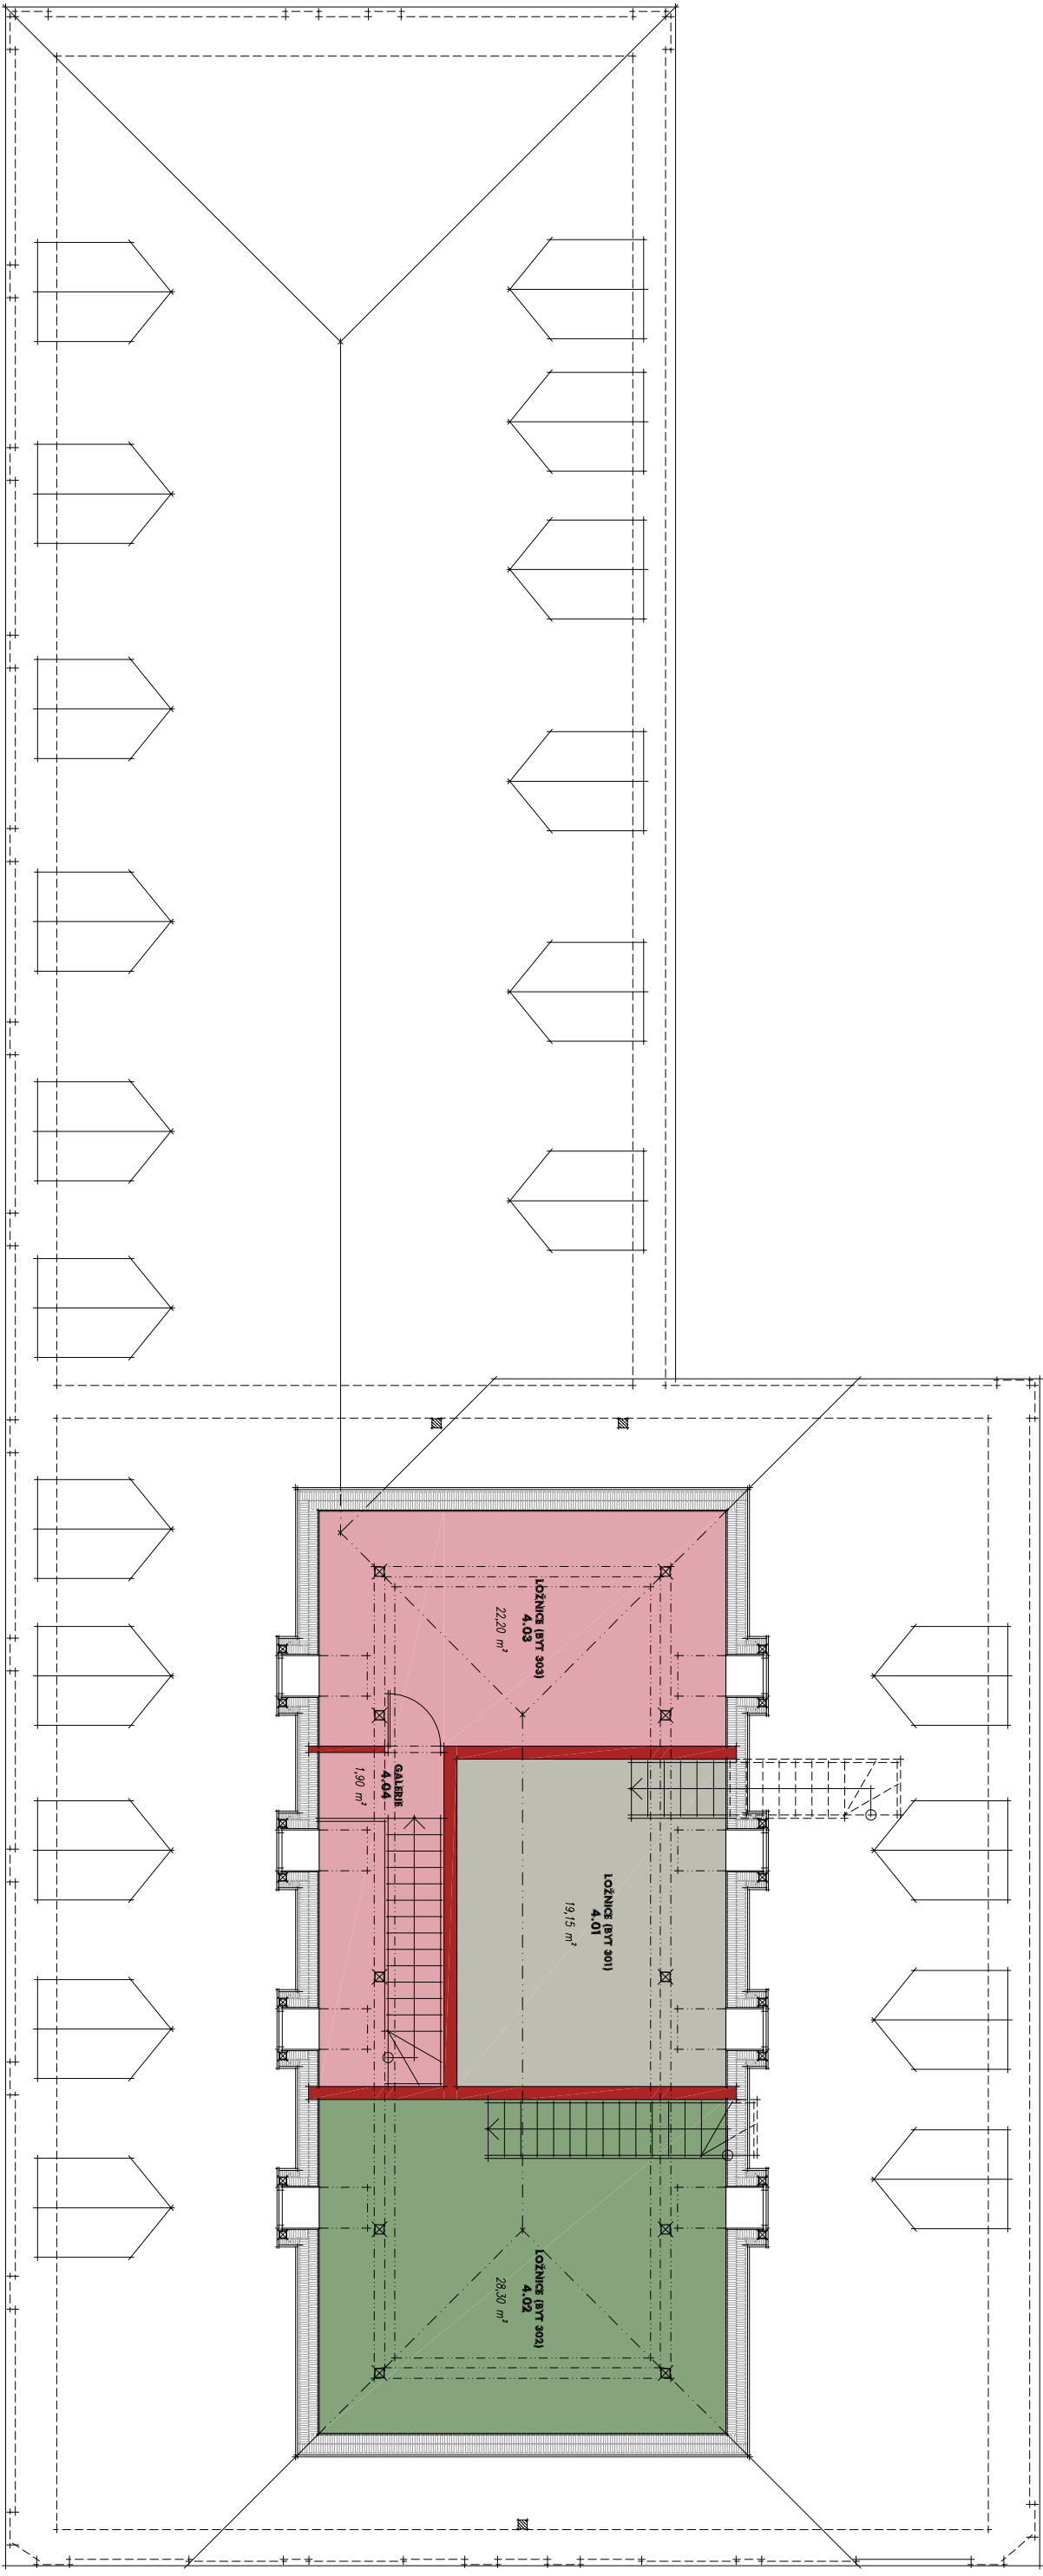 LOŽNICE (BYT 303)
4.03
22,20 m²
GALERIE
4.04
1,90 m²
LOŽNICE (BYT 301)
4.01
19,15 m²
LOŽNICE (BYT 302)
4.02
28,30 m²